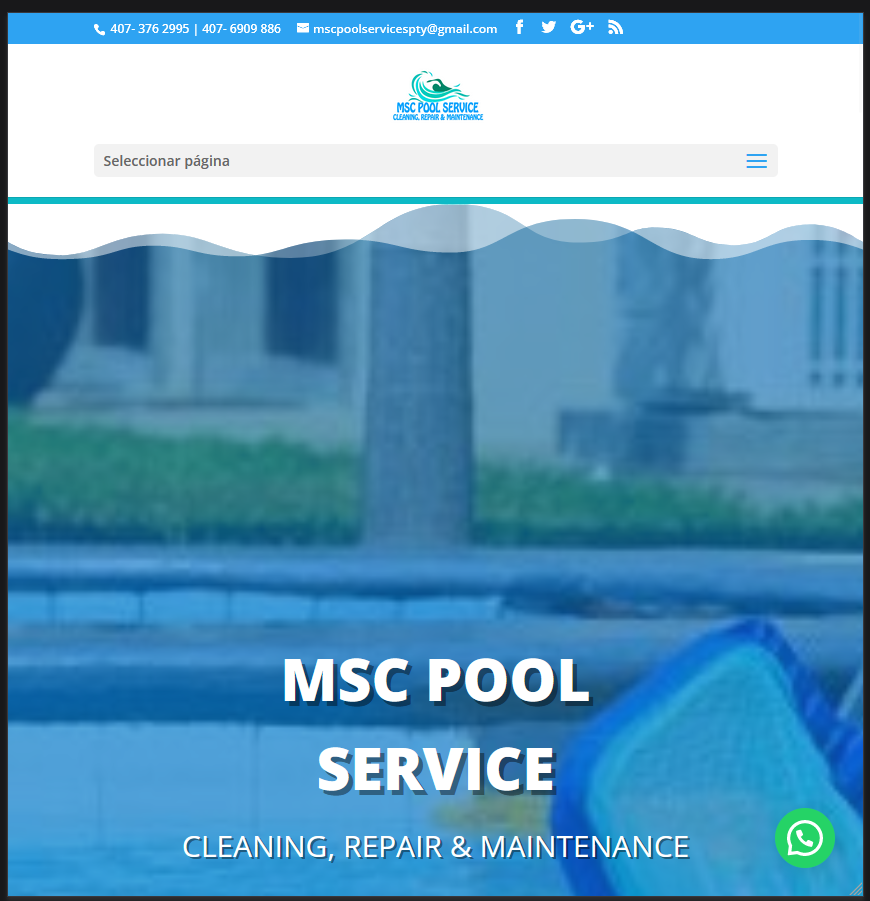 407- 376 2995 | 407- 6909 886 mscpoolservicespty@gmail.com
MSC POOL SERVICE
CLEANING, REPAIR & MAINTENANCE
Seleccionar página
MSC POOL
SERVICE
CLEANING, REPAIR & MAINTENANCE